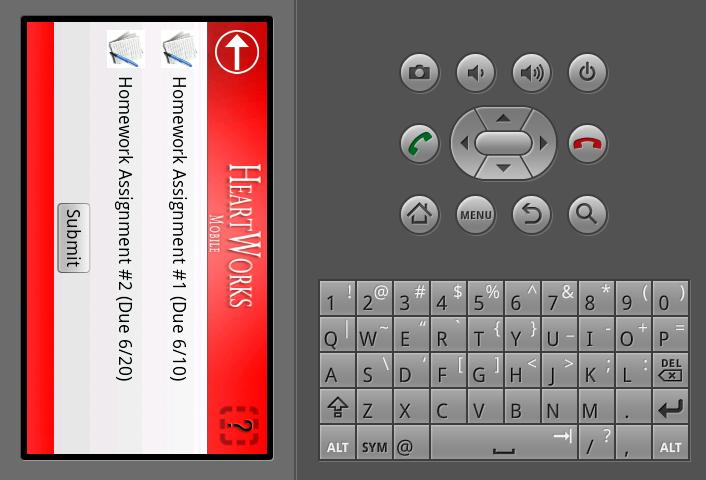 HEARTWORKS
MOBILE
?
Homework Assignment #1 (Due 6/10)
Homework Assignment #2 (Due 6/20)
Submit
MENU
1 ! 2 @ 3 # 4 $ 5 % 6 ^ 7 & 8 * 9 ( 0 )
Q | W ~ E “ R ` T { Y } U _ I - O + P =
A S \ D ‘ F [ G ] H < J > K ; L : DEL
Z X C V B N M .
ALT SYM @ / ? , ALT